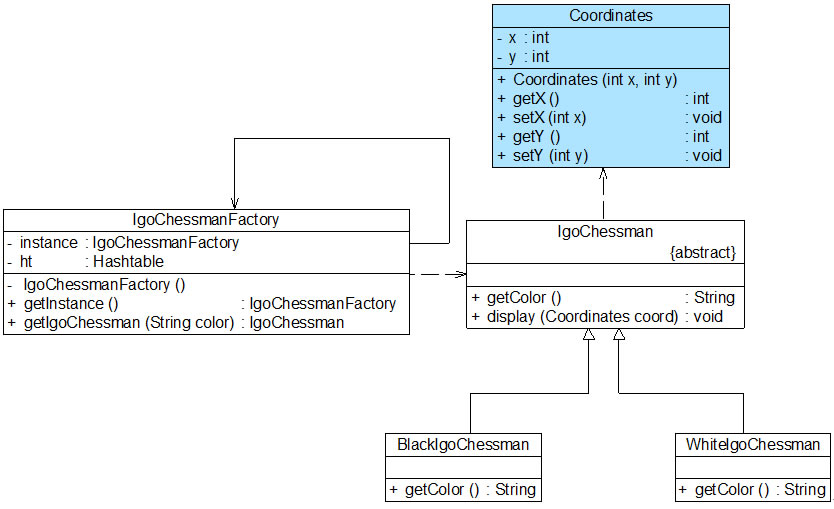 Coordinates
- x : int
- y : int
+ Coordinates (int x, int y)
+ getX () : int
+ setX (int x) : void
+ getY () : int
+ setY (int y) : void
IgoChessmanFactory
- instance : IgoChessmanFactory
- ht : Hashtable
- IgoChessmanFactory ()
+ getInstance () : IgoChessmanFactory
+ getIgoChessman (String color) : IgoChessman
IgoChessman
{abstract}
+ getColor () : String
+ display (Coordinates coord) : void
BlackIgoChessman
+ getColor () : String
WhiteIgoChessman
+ getColor () : String